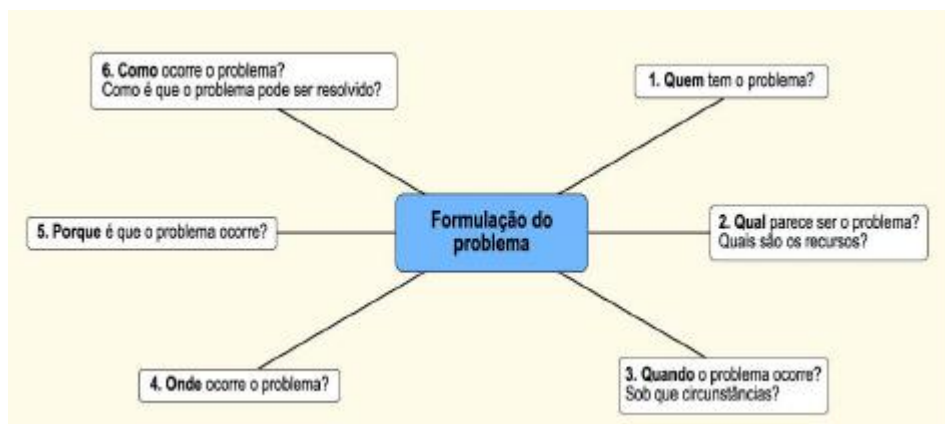 Formulação do
problema
1. Quem tem o problema?
2. Qual parece ser o problema?
Quais são os recursos?
3. Quando o problema ocorre?
Sob que circunstâncias?
4. Onde ocorre o problema?
5. Porque é que o problema ocorre?
6. Como ocorre o problema?
Como é que o problema pode ser resolvido?